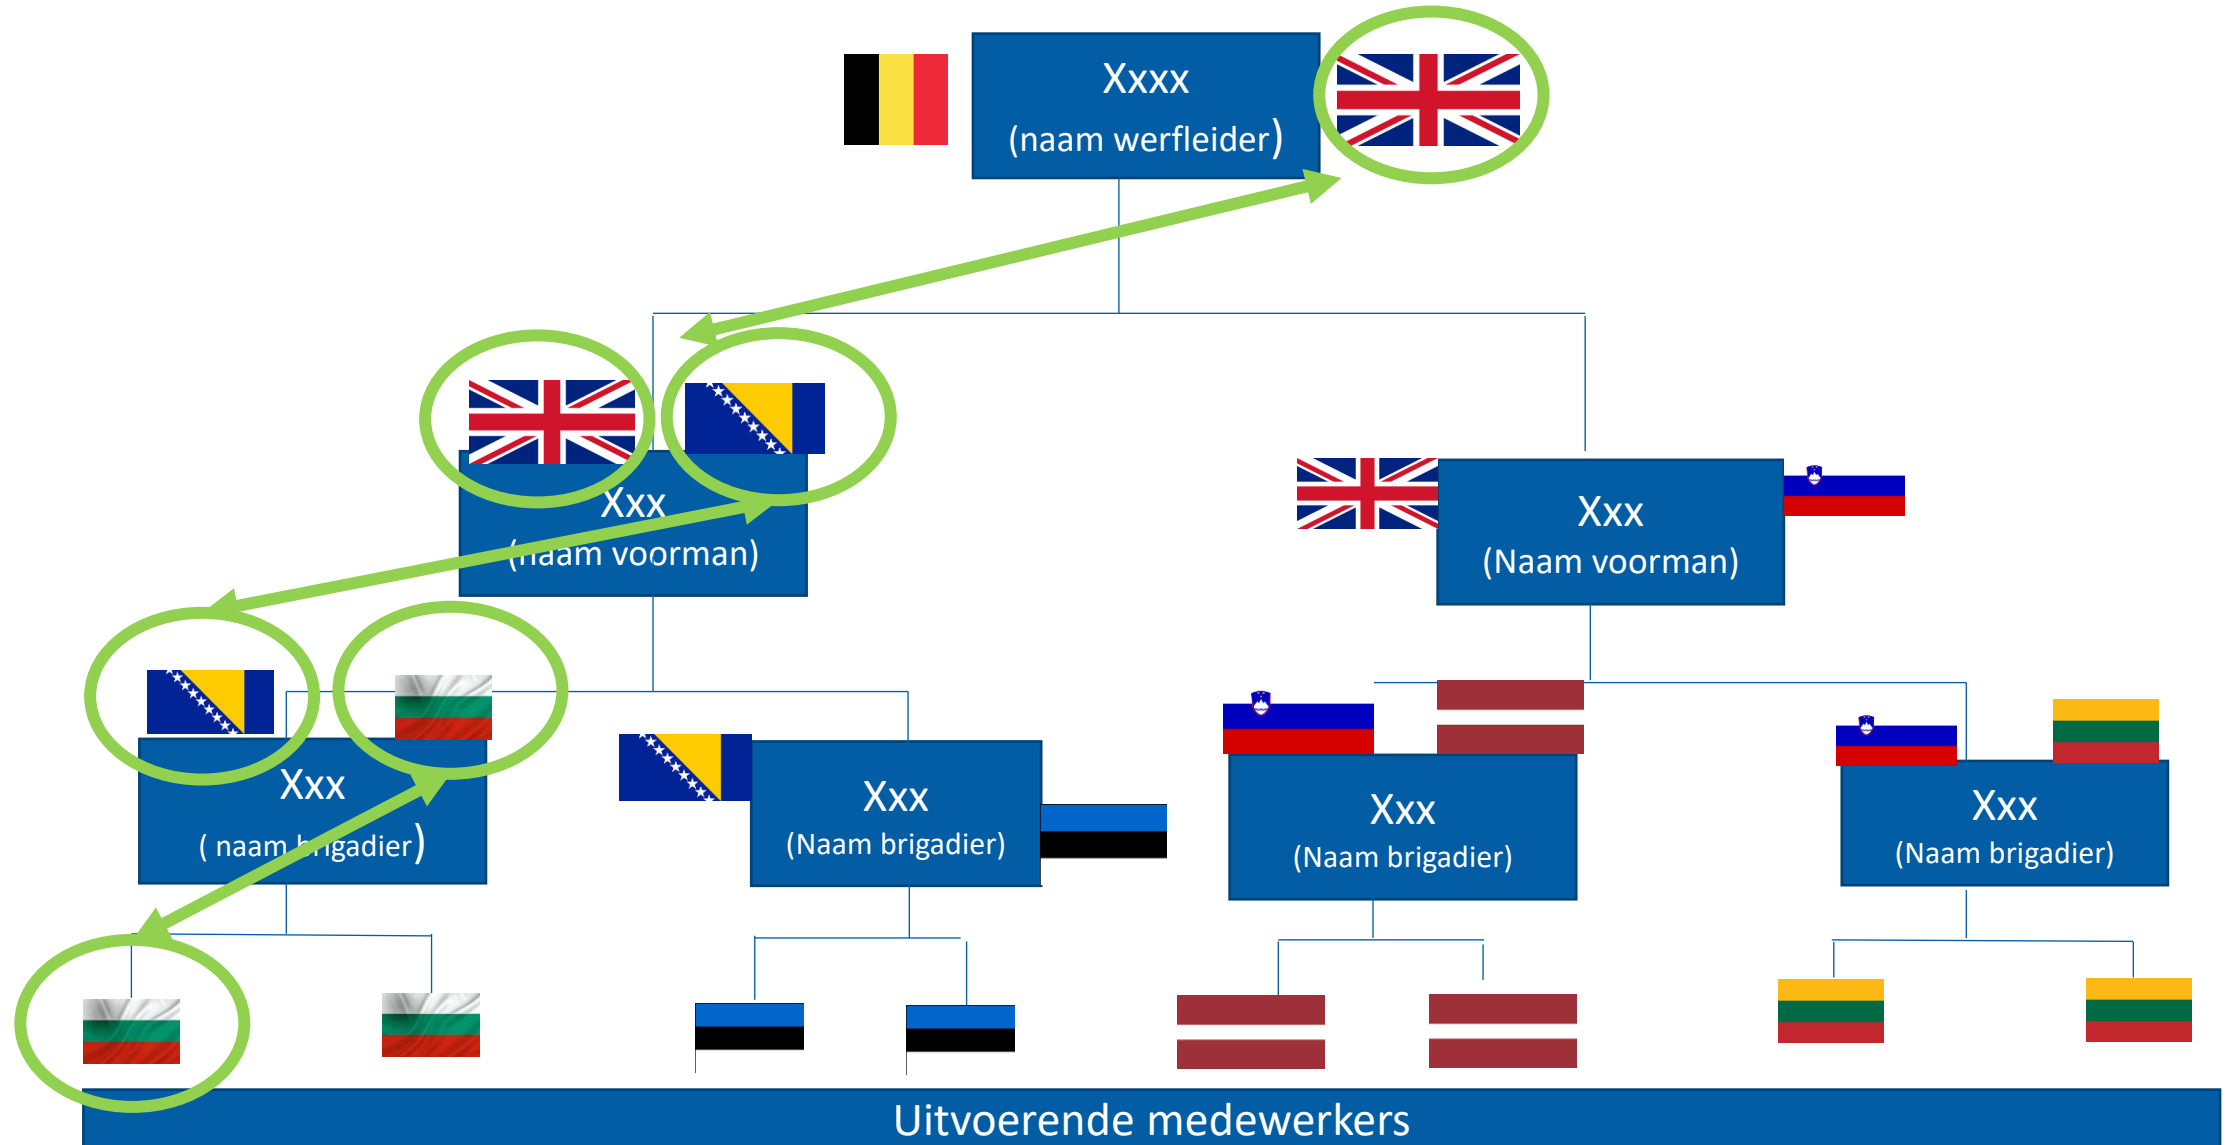 Xxxx
(naam werfleider)
Xxx
(naam voorman)
Xxx
(Naam voorman)
Xxx
( naam brigadier)
Xxx
(Naam brigadier)
Xxx
(Naam brigadier)
Xxx
(Naam brigadier)
Uitvoerende medewerkers